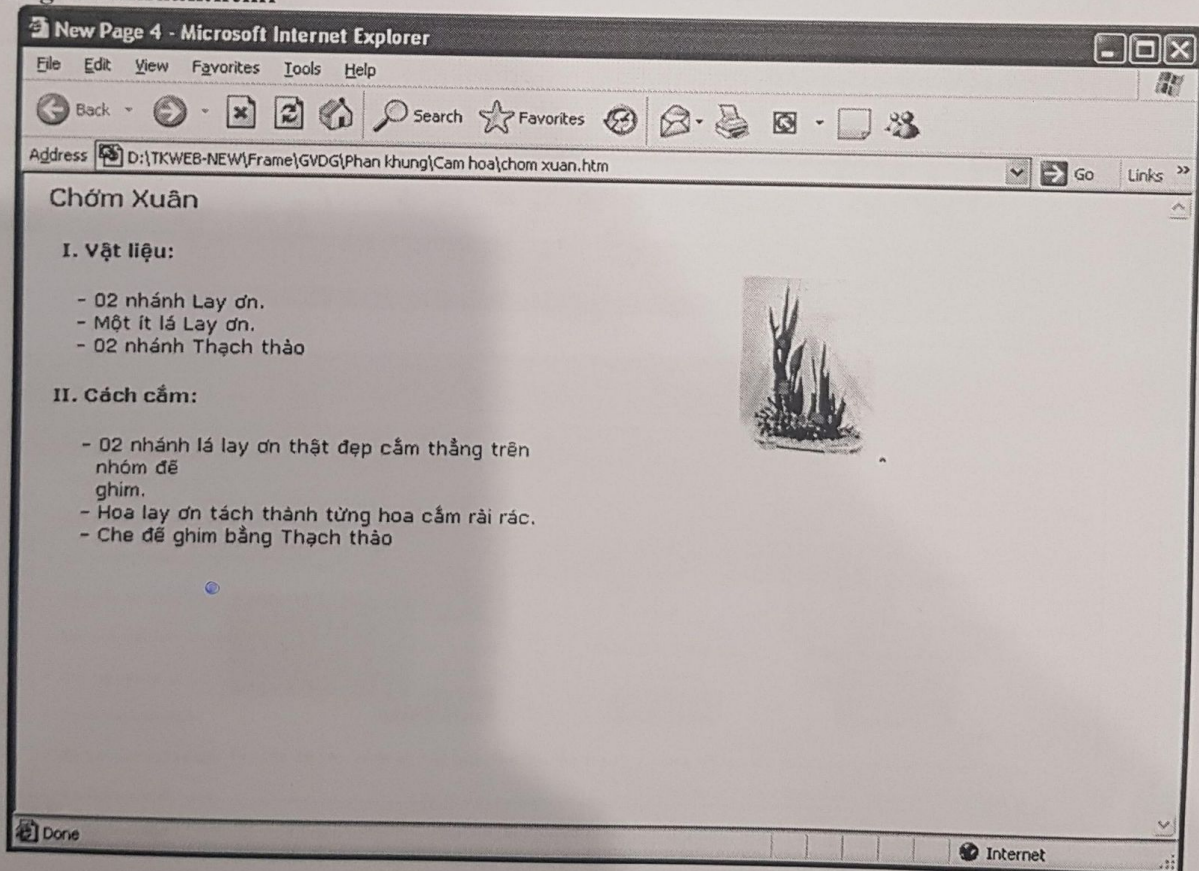 New Page 4 - Microsoft Internet Explorer
File Edit View Favorites Tools Help
Back Search Favorites
Address D:\TKWEB-NEW\Frame\GVDG\Phan khung\Cam hoa\chom xuan.htm Go Links »
Chớm Xuân
I. Vật liệu:
- 02 nhánh Lay ơn.
- Một ít lá Lay ơn.
- 02 nhánh Thạch thảo
II. Cách cắm:
- 02 nhánh lá lay ơn thật đẹp cắm thẳng trên
nhóm đế
ghim.
- Hoa lay ơn tách thành từng hoa cắm rải rác.
- Che đế ghim bằng Thạch thảo
Done Internet